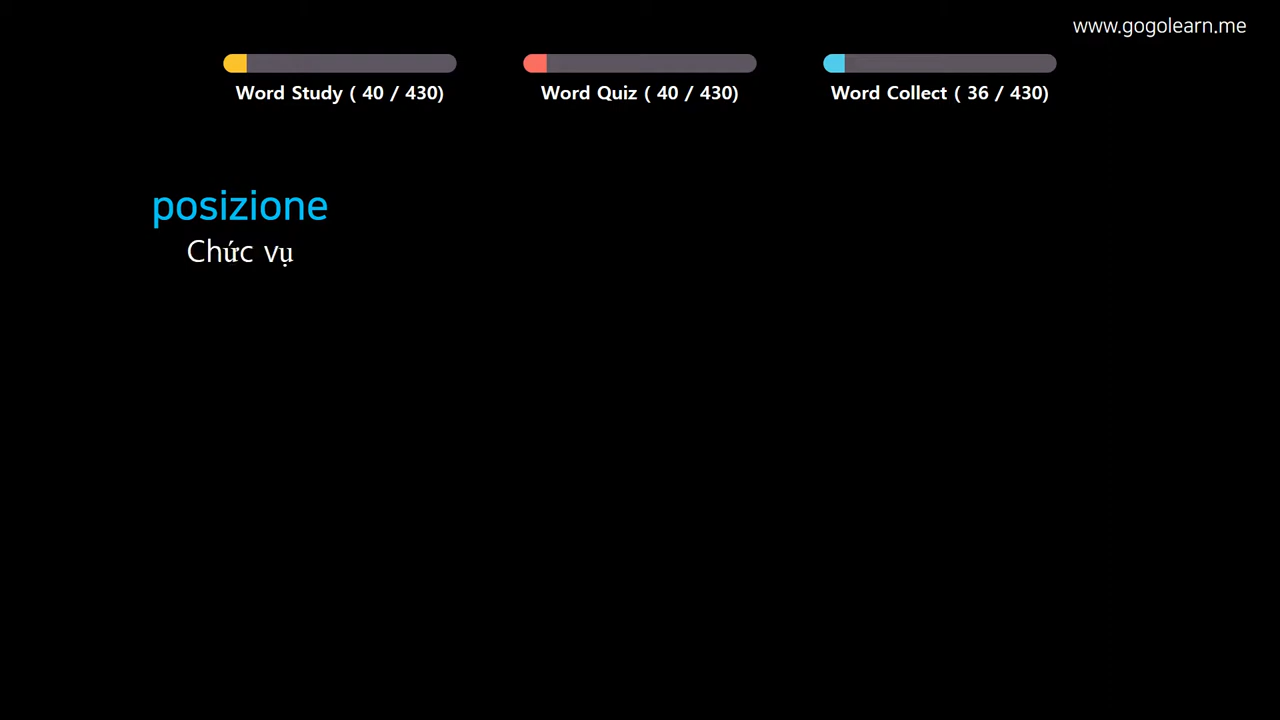 www.gogolearn.me
Word Study ( 40 / 430)
Word Quiz ( 40 / 430)
Word Collect ( 36 / 430)
posizione
Chức vụ